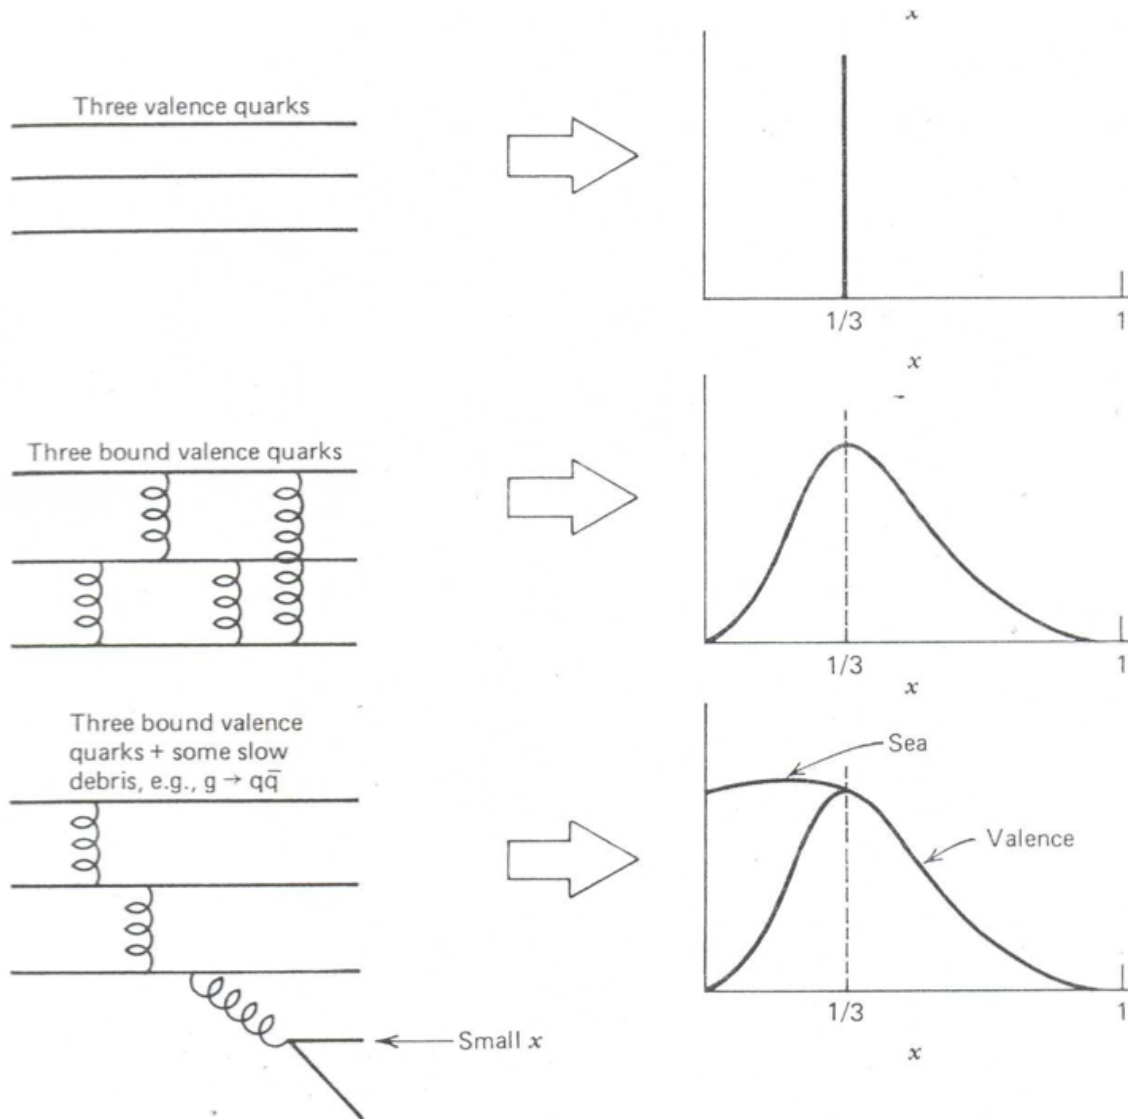 x
Three valence quarks
1/3
1
x
Three bound valence quarks
1/3
1
x
Three bound valence
quarks + some slow
debris, e.g., g → qq̄
Sea
Valence
Small x
1/3
1
x